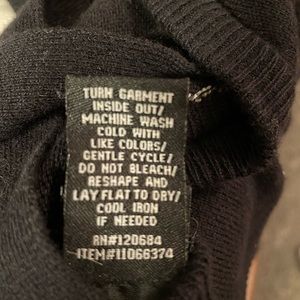 TURN GARMENT
INSIDE OUT/
MACHINE WASH
COLD WITH
LIKE COLORS/
GENTLE CYCLE/
DO NOT BLEACH/
RESHAPE AND
LAY FLAT TO DRY/
COOL IRON
IF NEEDED
RN#120684
ITEM#11066374